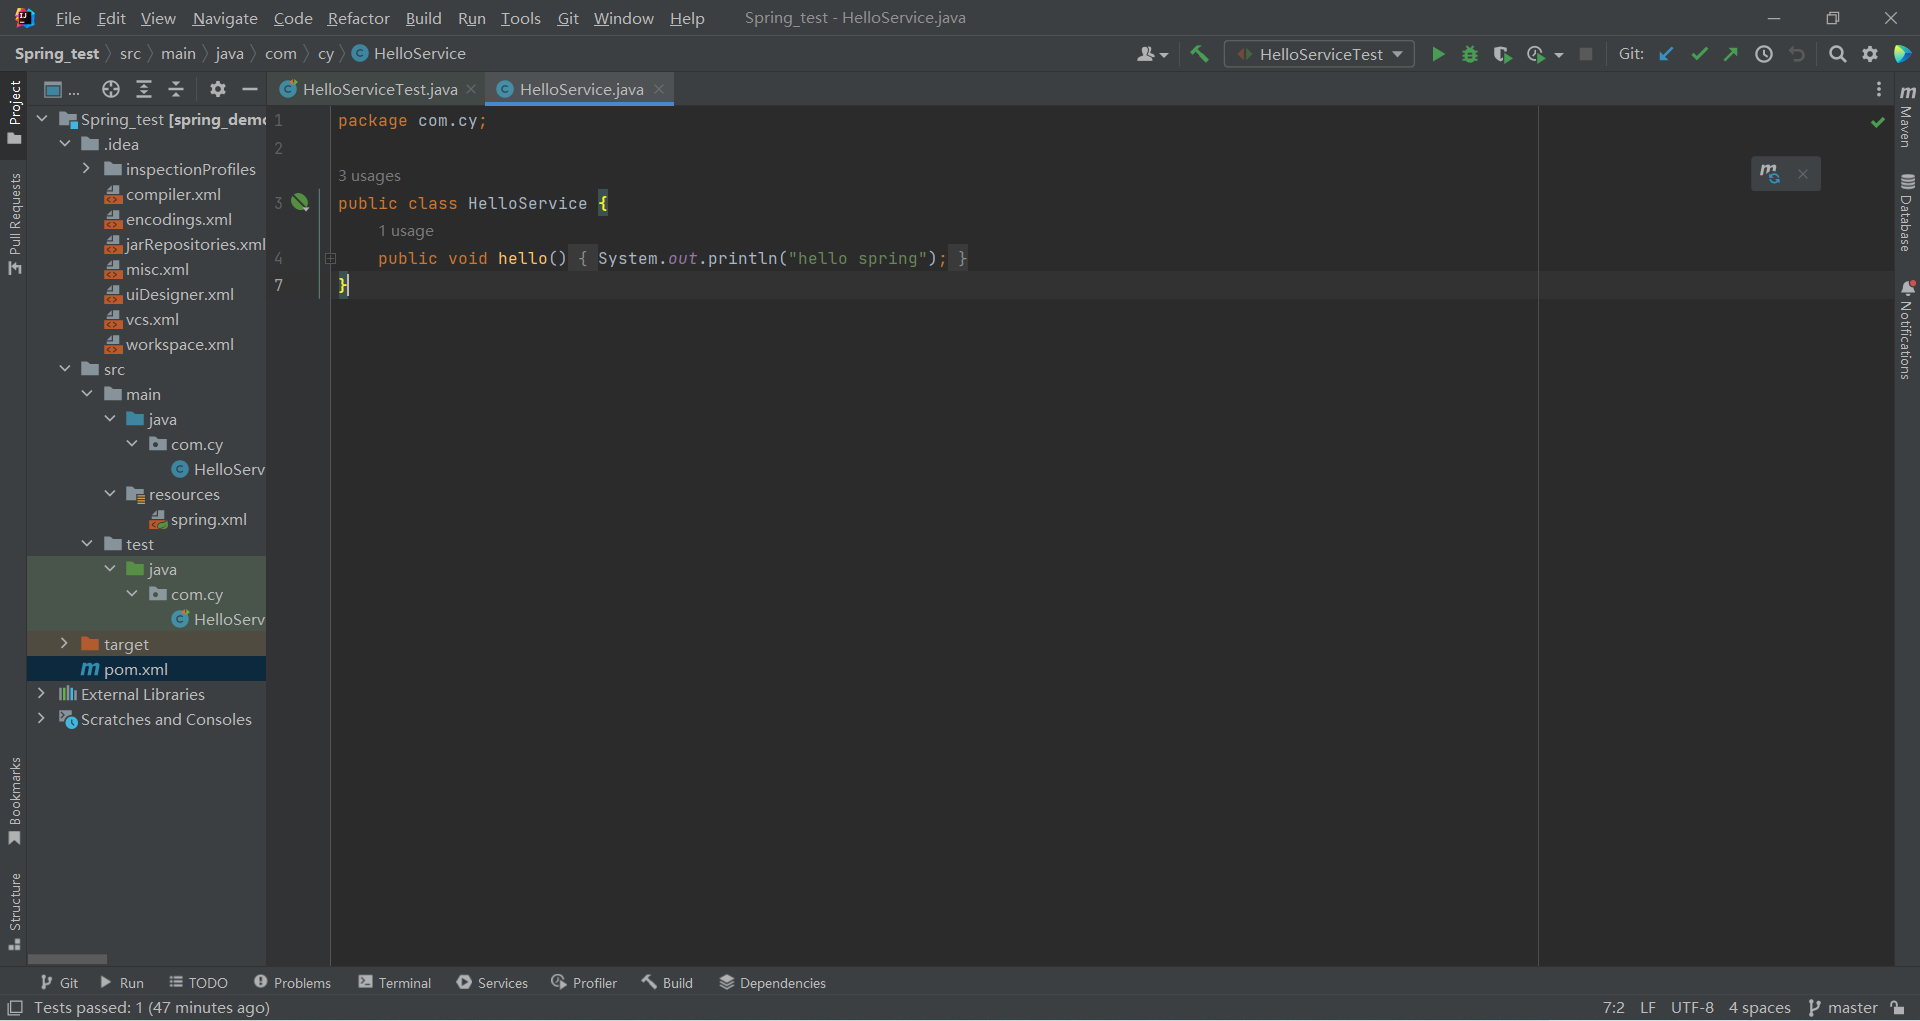 File Edit View Navigate Code Refactor Build Run Tools Git Window Help Spring_test - HelloService.java
Spring_test src main java com cy HelloService HelloServiceTest Git:
... HelloServiceTest.java HelloService.java
Project
Pull Requests
Bookmarks
Structure
Spring_test [spring_demo
.idea
inspectionProfiles
compiler.xml
encodings.xml
jarRepositories.xml
misc.xml
uiDesigner.xml
vcs.xml
workspace.xml
src
main
java
com.cy
HelloServ
resources
spring.xml
test
java
com.cy
HelloServ
target
pom.xml
External Libraries
Scratches and Consoles
1 package com.cy;
2
3 usages
3 public class HelloService {
1 usage
4 public void hello() { System.out.println("hello spring"); }
7 }
Maven
Database
Notifications
Git Run TODO Problems Terminal Services Profiler Build Dependencies
Tests passed: 1 (47 minutes ago) 7:2 LF UTF-8 4 spaces master